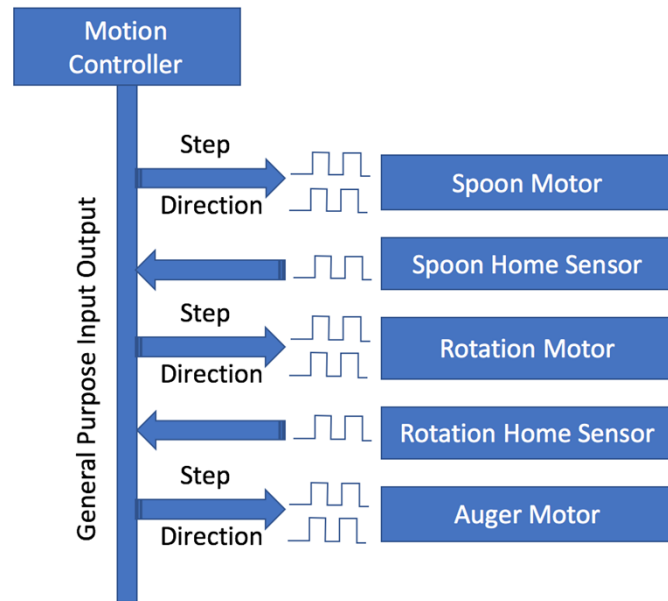 Motion
Controller
General Purpose Input Output
Step
Direction
Spoon Motor
Spoon Home Sensor
Step
Direction
Rotation Motor
Rotation Home Sensor
Step
Direction
Auger Motor